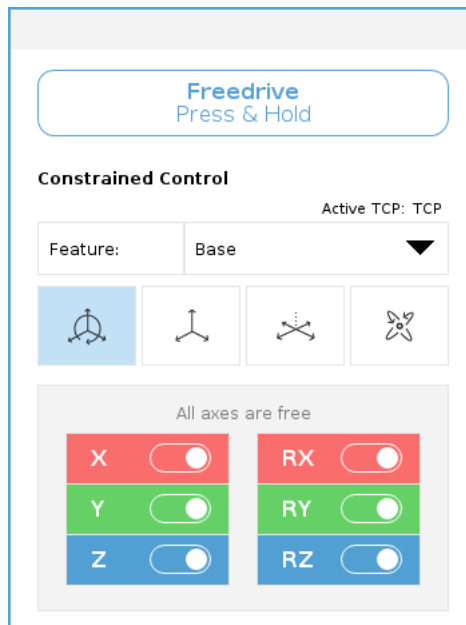 Freedrive
Press & Hold
Constrained Control
Active TCP: TCP
Feature: Base
All axes are free
X RX
Y RY
Z RZ